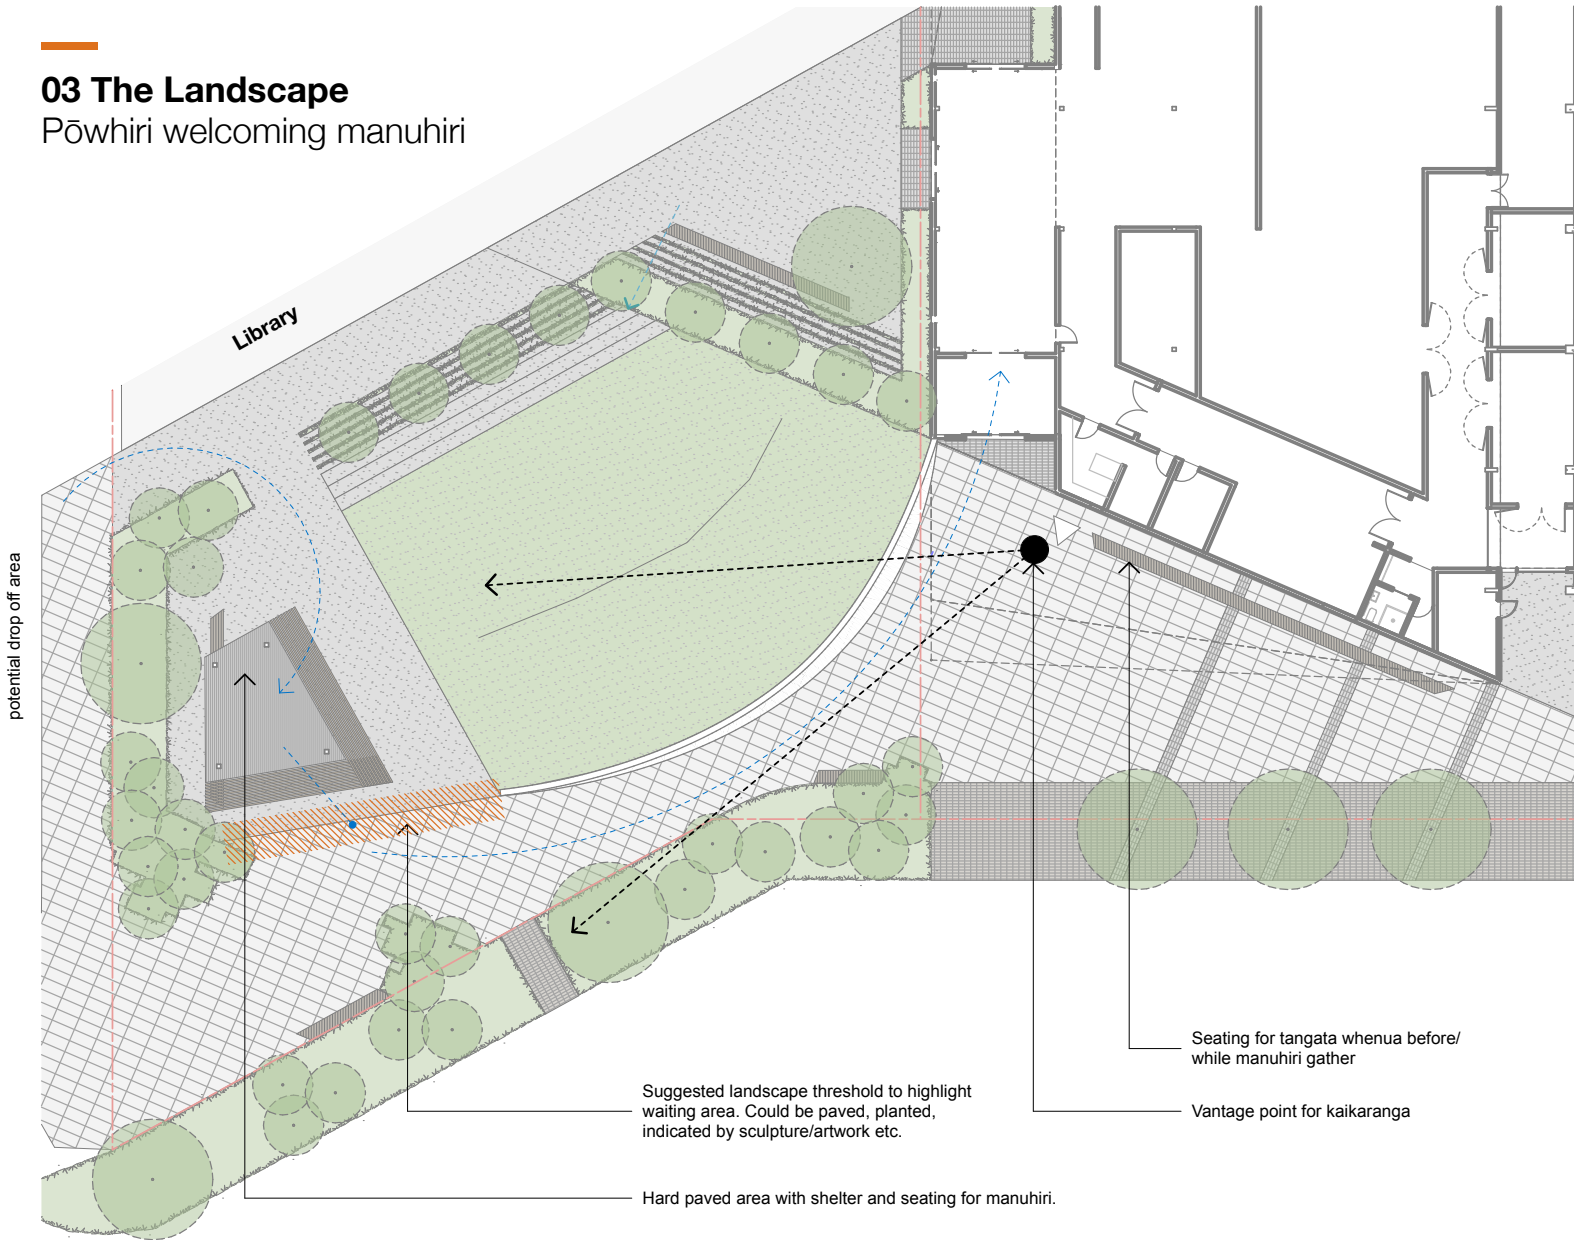 03 The Landscape
Pōwhiri welcoming manuhiri
Library
potential drop off area
Seating for tangata whenua before/
while manuhiri gather
Vantage point for kaikaranga
Suggested landscape threshold to highlight
waiting area. Could be paved, planted,
indicated by sculpture/artwork etc.
Hard paved area with shelter and seating for manuhiri.